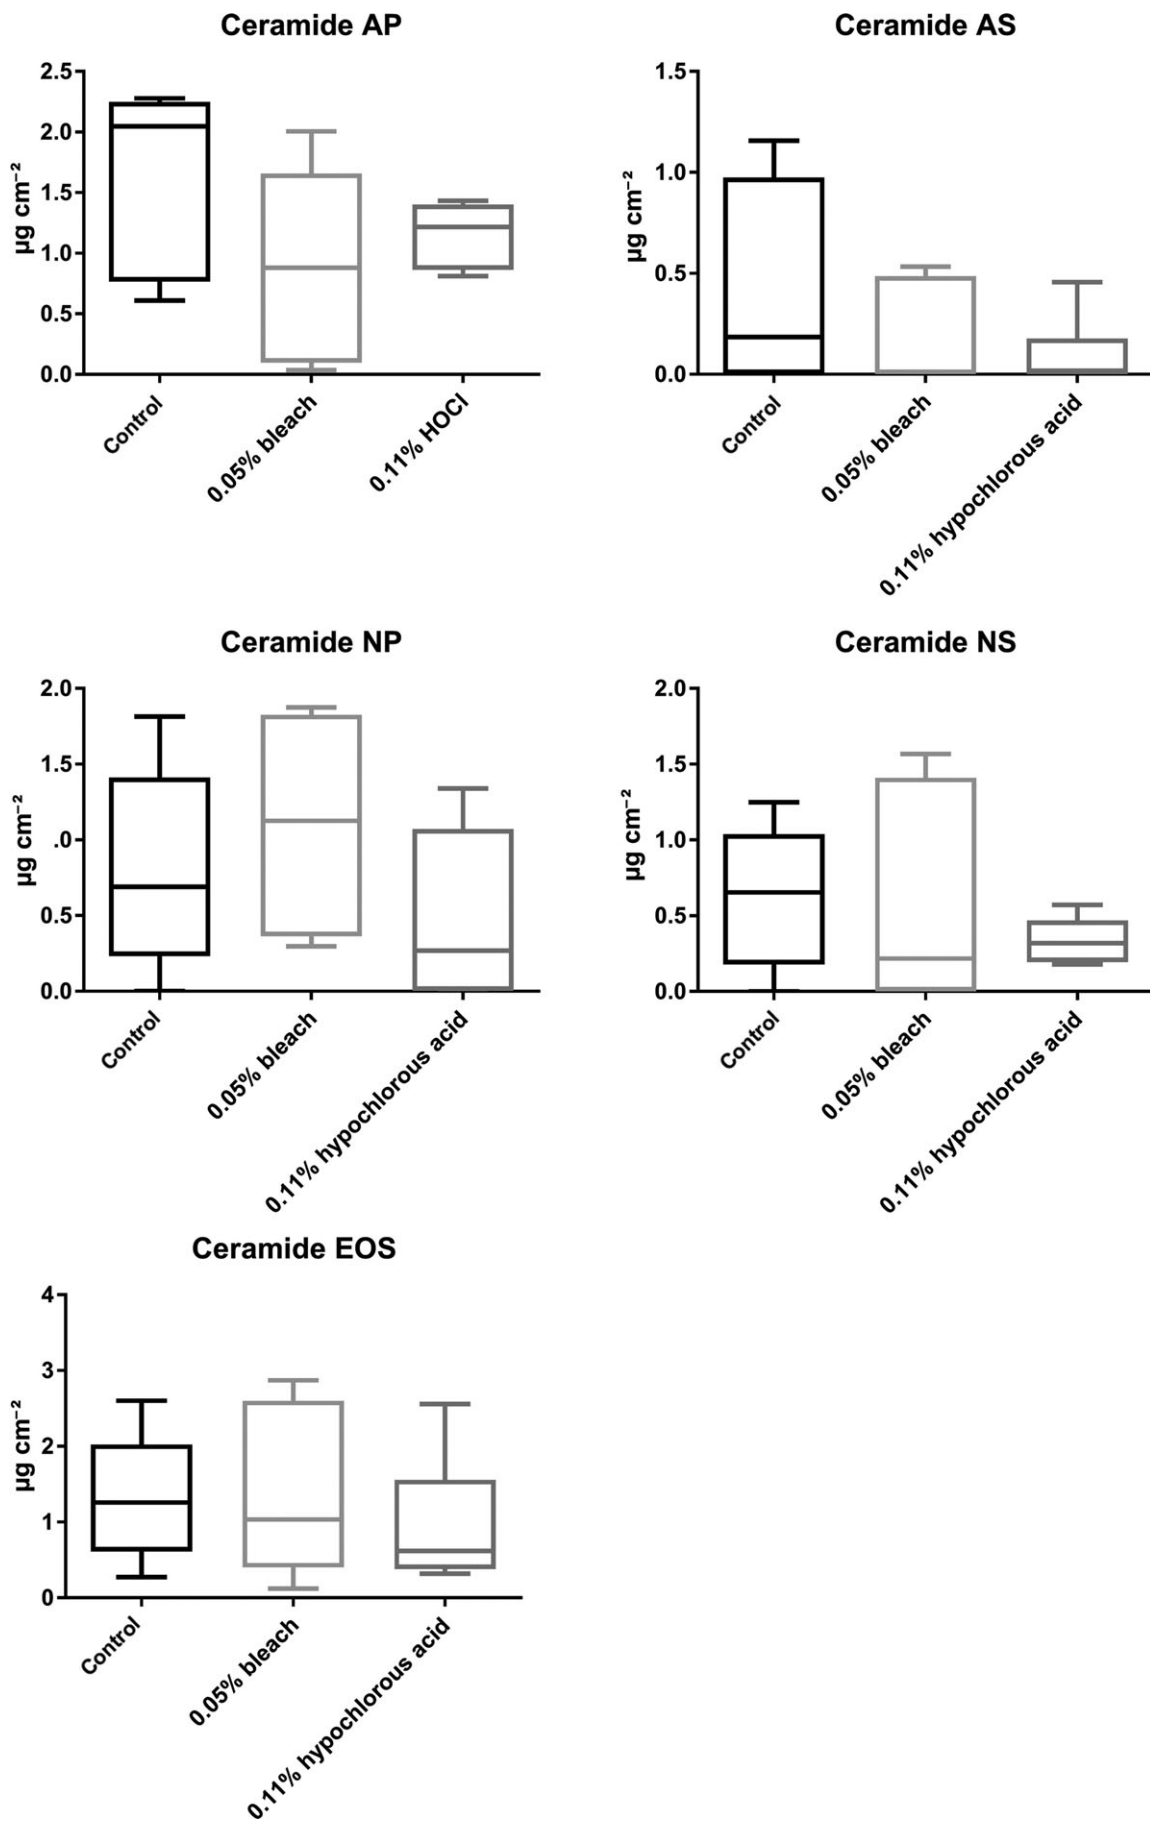 Ceramide AP
2.5
2.0
1.5
1.0
0.5
0.0
µg cm⁻²
Control
0.05% bleach
0.11% HOCl
Ceramide AS
1.5
1.0
0.5
0.0
µg cm⁻²
Control
0.05% bleach
0.11% hypochlorous acid
Ceramide NP
2.0
1.5
.0
0.5
0.0
µg cm⁻²
Control
0.05% bleach
0.11% hypochlorous acid
Ceramide NS
2.0
1.5
1.0
0.5
0.0
µg cm⁻²
Control
0.05% bleach
0.11% hypochlorous acid
Ceramide EOS
4
3
2
1
0
µg cm⁻²
Control
0.05% bleach
0.11% hypochlorous acid